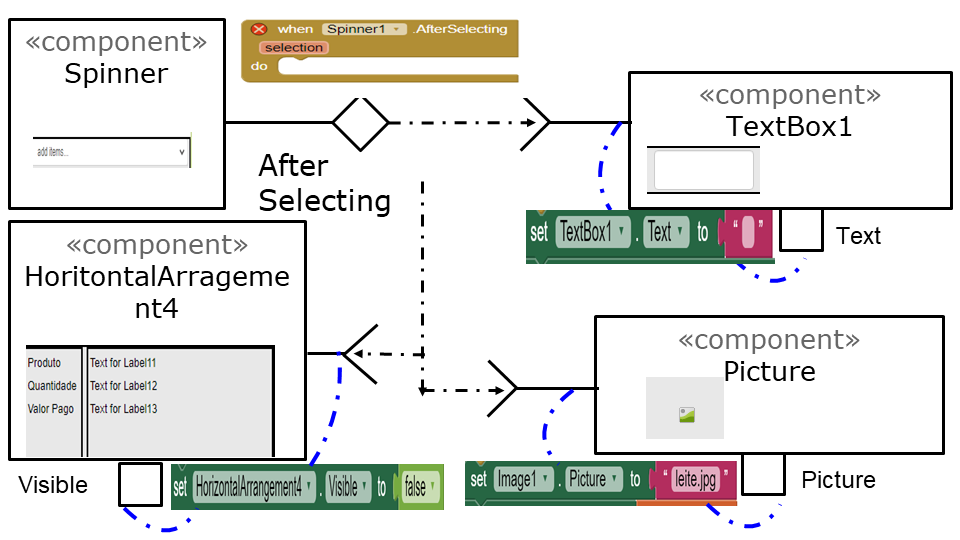 «component»
Spinner
add items...
when Spinner1 .AfterSelecting
selection
do
After
Selecting
«component»
TextBox1
set TextBox1 . Text to “ ”
Text
«component»
HoritontalArrageme
nt4
Produto Text for Label11
Quantidade Text for Label12
Valor Pago Text for Label13
Visible
set HorizontalArrangement4 . Visible to false
«component»
Picture
set Image1 . Picture to “ leite.jpg ”
Picture